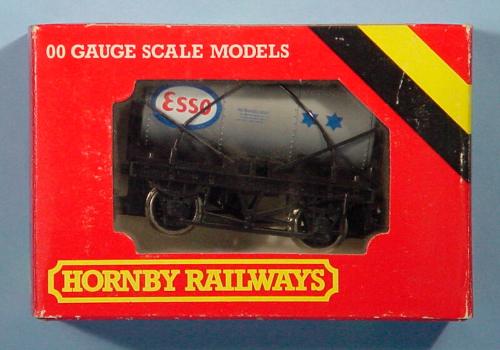 00 GAUGE SCALE MODELS
Esso
HORNBY RAILWAYS